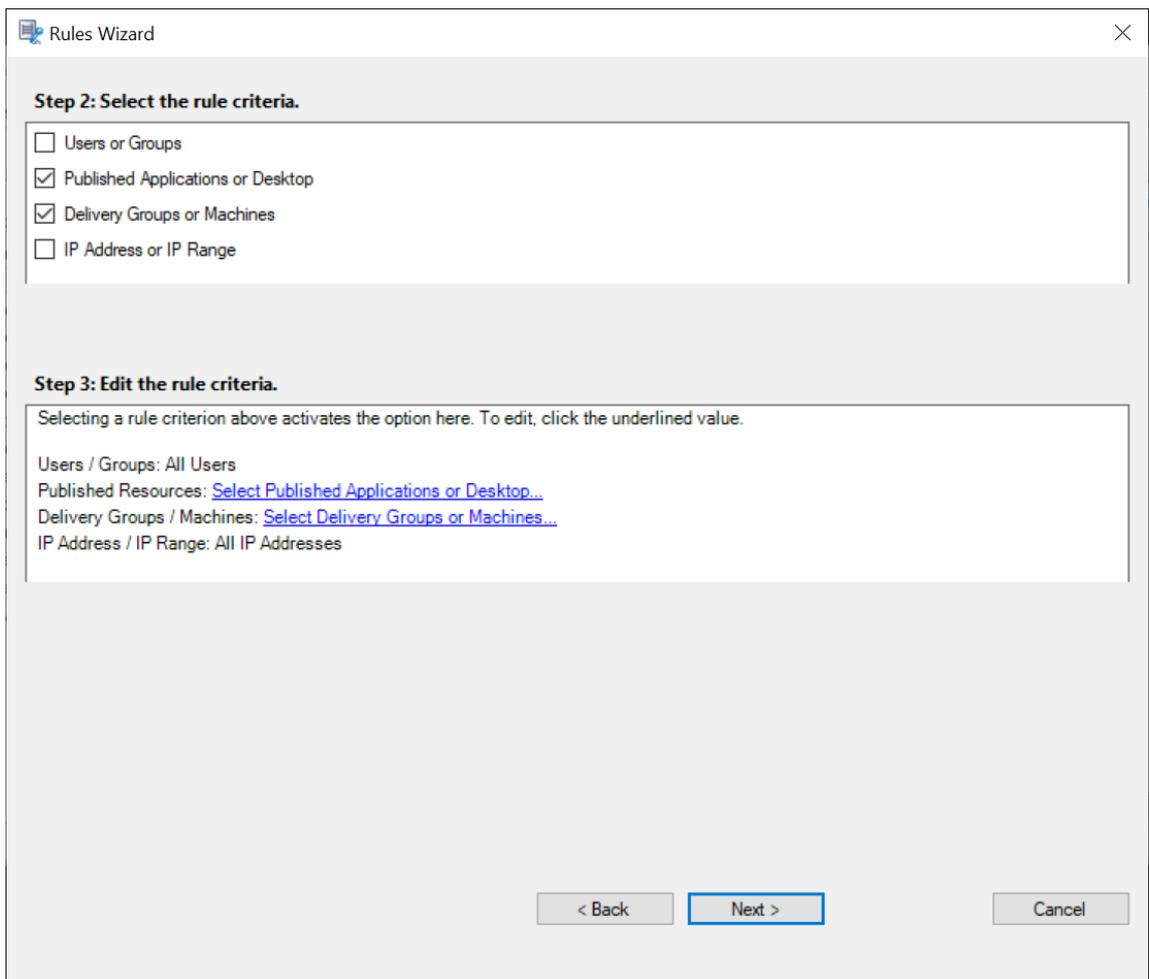 Rules Wizard
Step 2: Select the rule criteria.
Users or Groups
Published Applications or Desktop
Delivery Groups or Machines
IP Address or IP Range
Step 3: Edit the rule criteria.
Selecting a rule criterion above activates the option here. To edit, click the underlined value.
Users / Groups: All Users
Published Resources: Select Published Applications or Desktop...
Delivery Groups / Machines: Select Delivery Groups or Machines...
IP Address / IP Range: All IP Addresses
< Back Next > Cancel